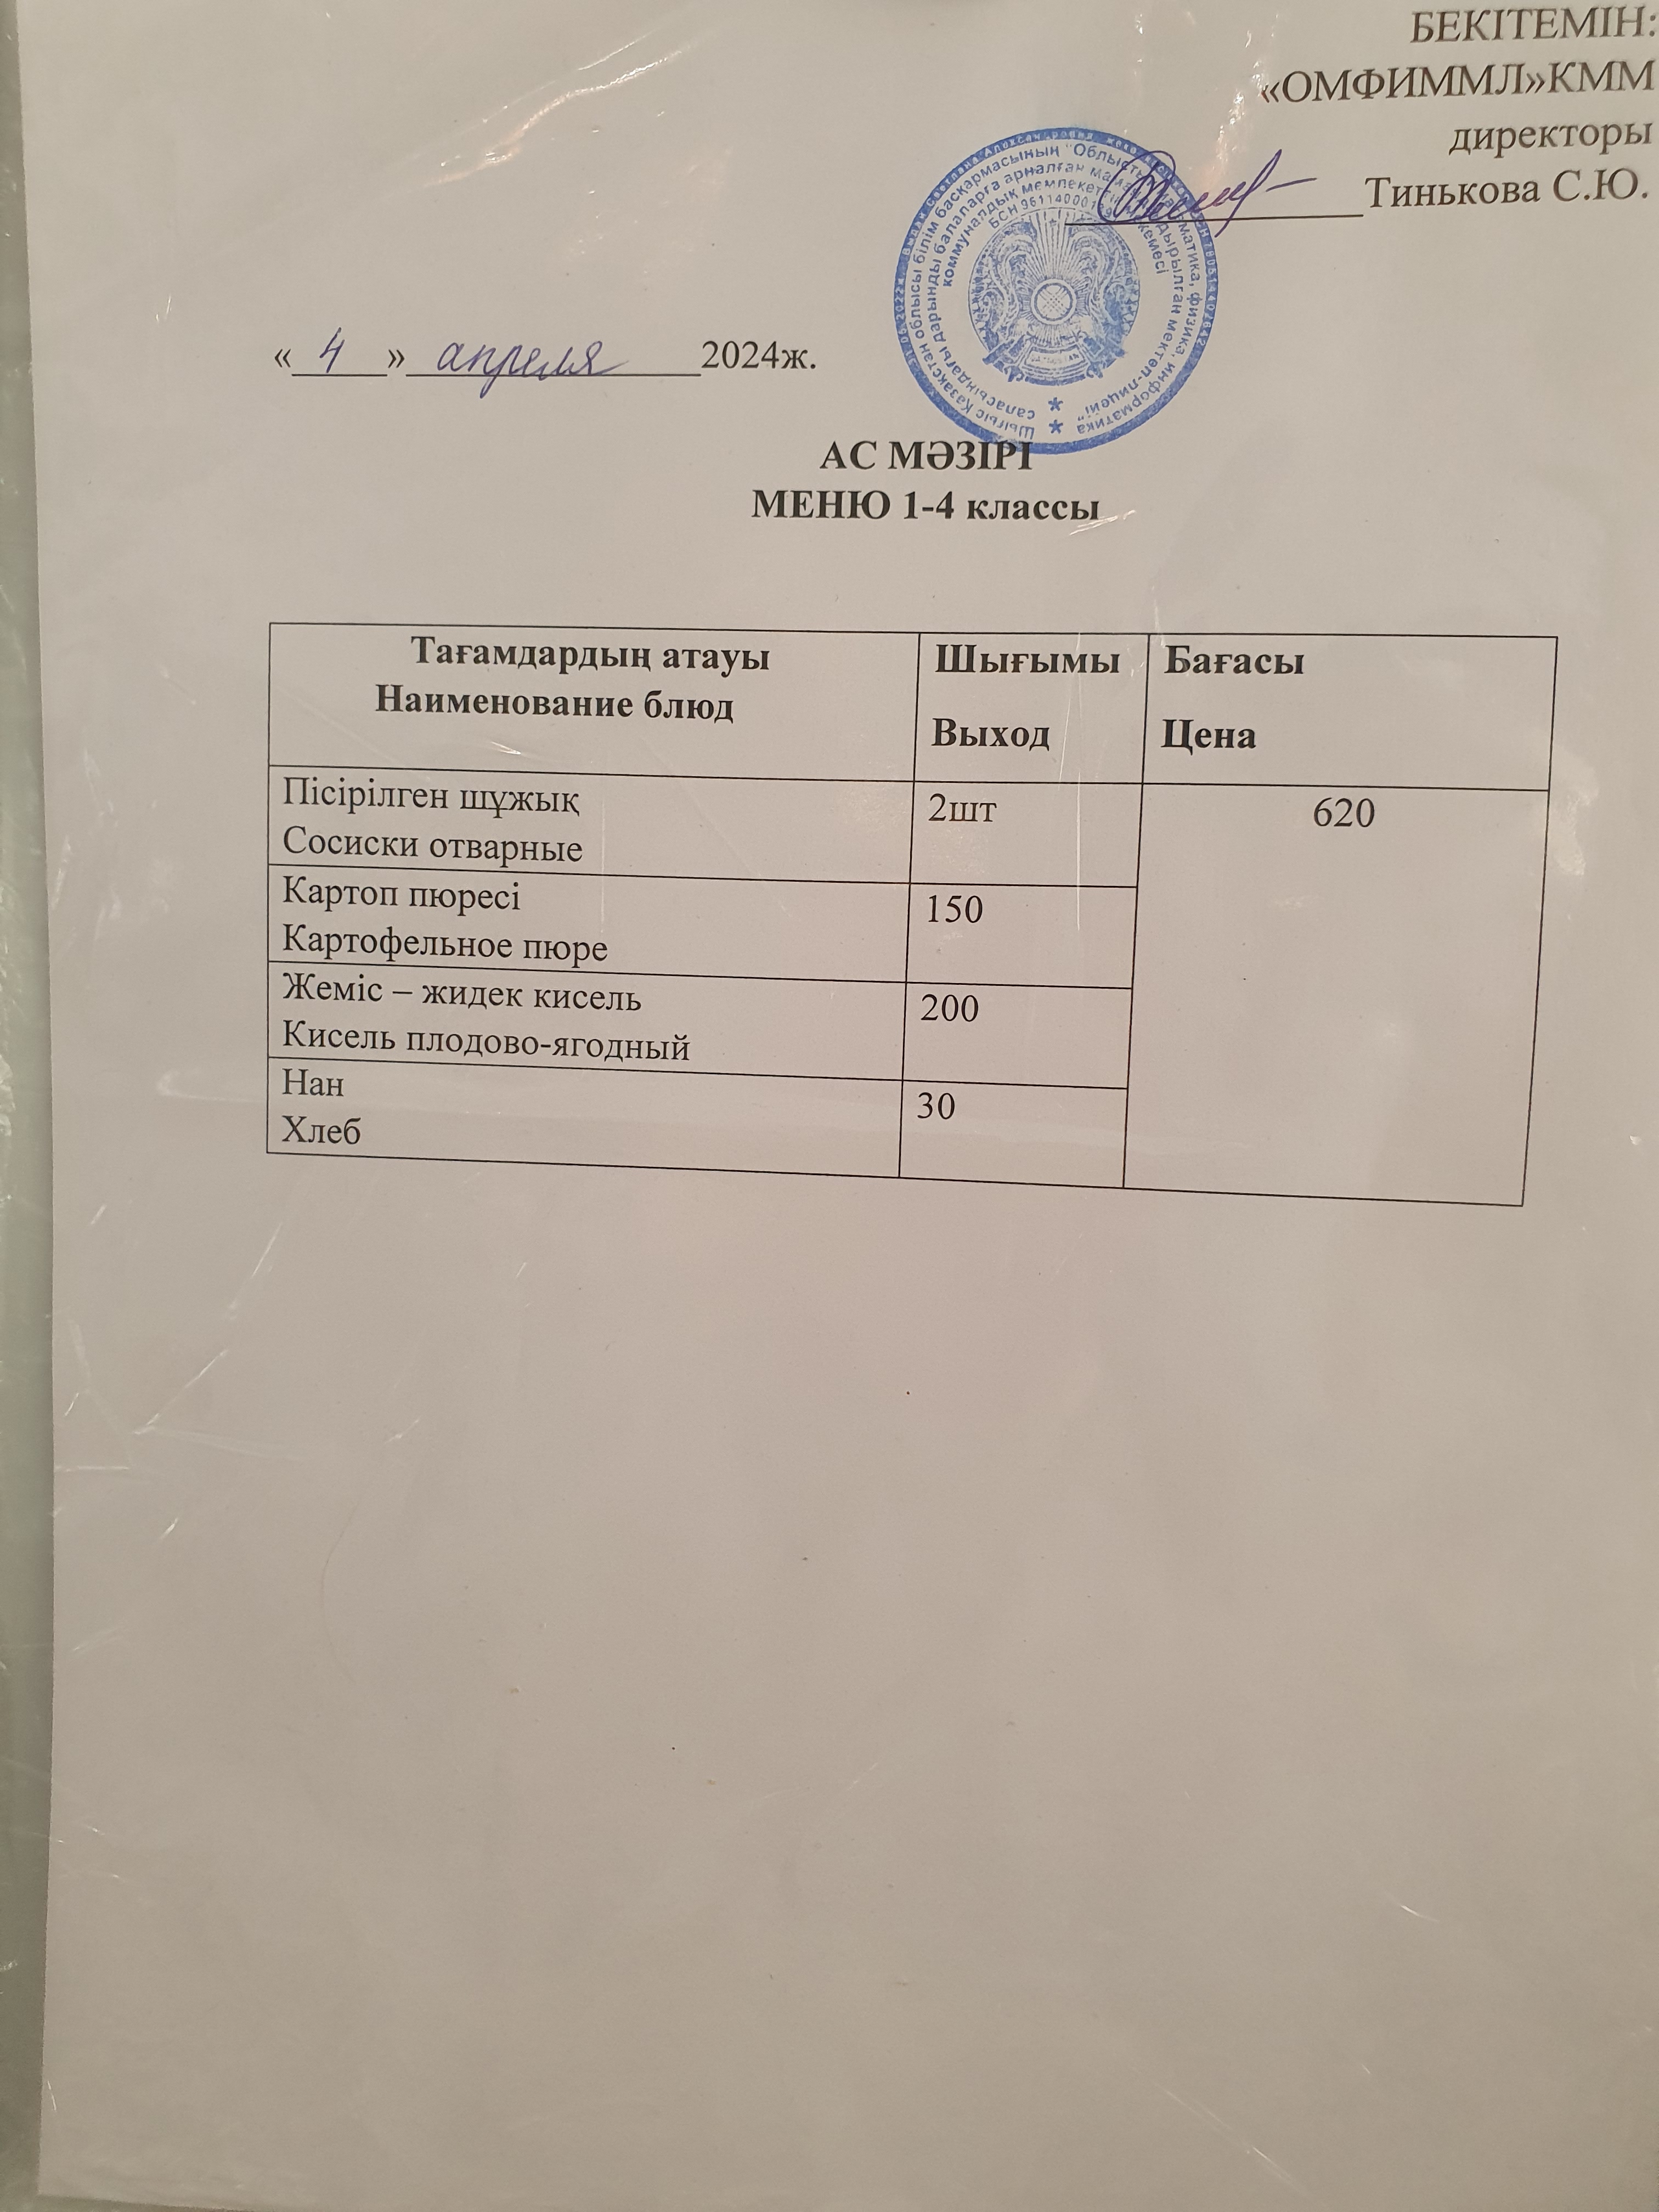 БЕКІТЕМІН:
«ОМФИММЛ»КММ
директоры
Тинькова С.Ю.
«4» апреля 2024ж.
АС МӘЗІРІ
МЕНЮ 1-4 классы
Тағамдардың атауы
Наименование блюд
Шығымы
Выход
Бағасы
Цена
Пісірілген шұжық
Сосиски отварные
2шт
620
Картоп пюресі
Картофельное пюре
150
Жеміс – жидек кисель
Кисель плодово-ягодный
200
Нан
Хлеб
30